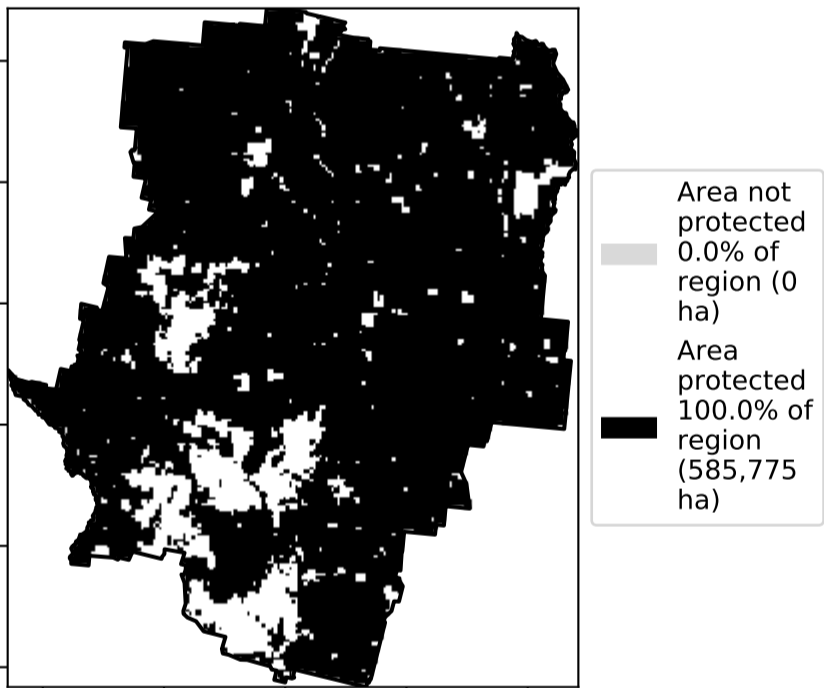 Area not
protected
0.0% of
region (0
ha)
Area
protected
100.0% of
region
(585,775
ha)